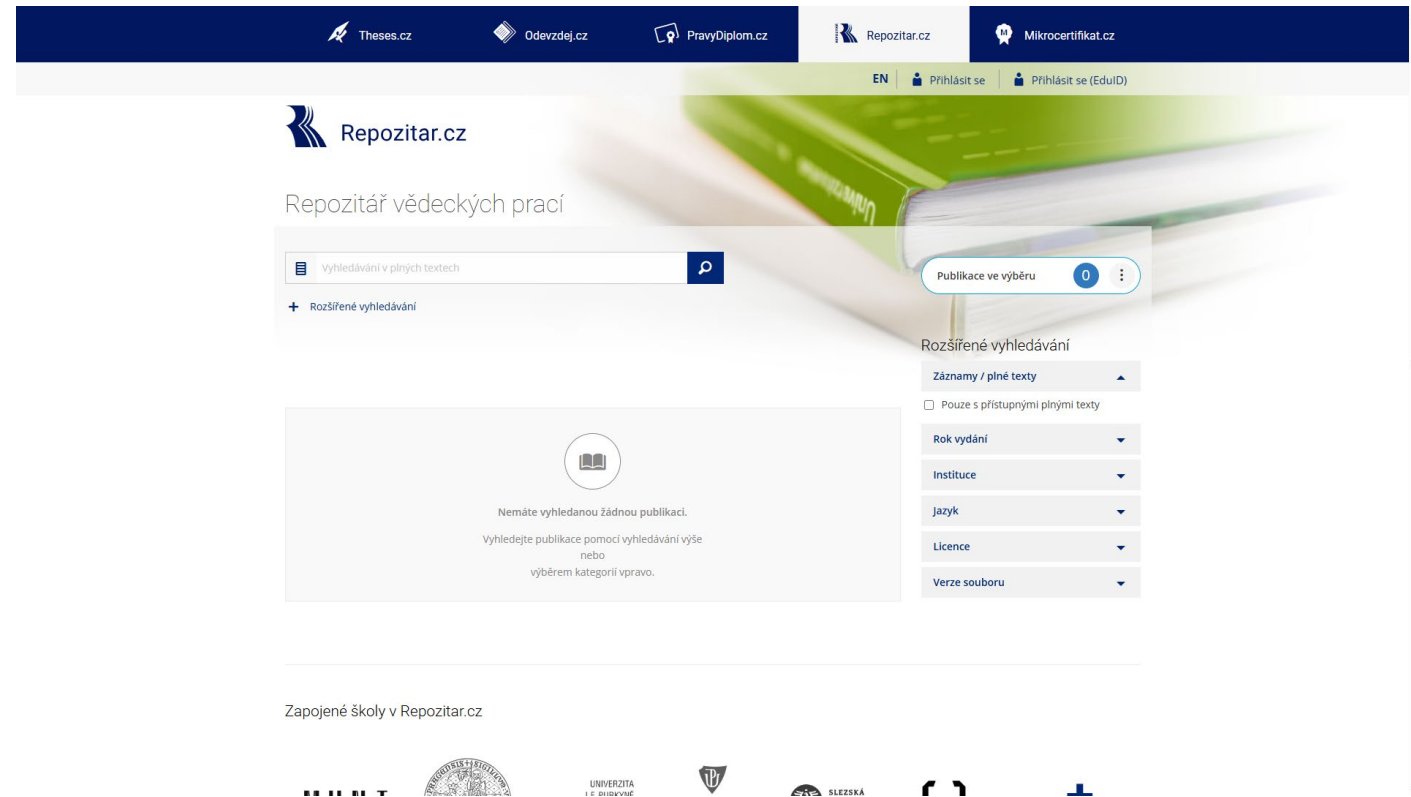 Theses.cz
Odevzdej.cz
PravyDiplom.cz
Repozitar.cz
Mikrocertifikat.cz
EN
Přihlásit se
Přihlásit se (EduID)
Repozitar.cz
Repozitář vědeckých prací
Vyhledávání v plných textech
Rozšířené vyhledávání
Publikace ve výběru
0
Rozšířené vyhledávání
Záznamy / plné texty
Pouze s přístupnými plnými texty
Rok vydání
Instituce
Jazyk
Licence
Verze souboru
Nemáte vyhledanou žádnou publikaci.
Vyhledejte publikace pomocí vyhledávání výše
nebo
výběrem kategorií vpravo.
Zapojené školy v Repozitar.cz
UNIVERZITA
SLEZSKÁ